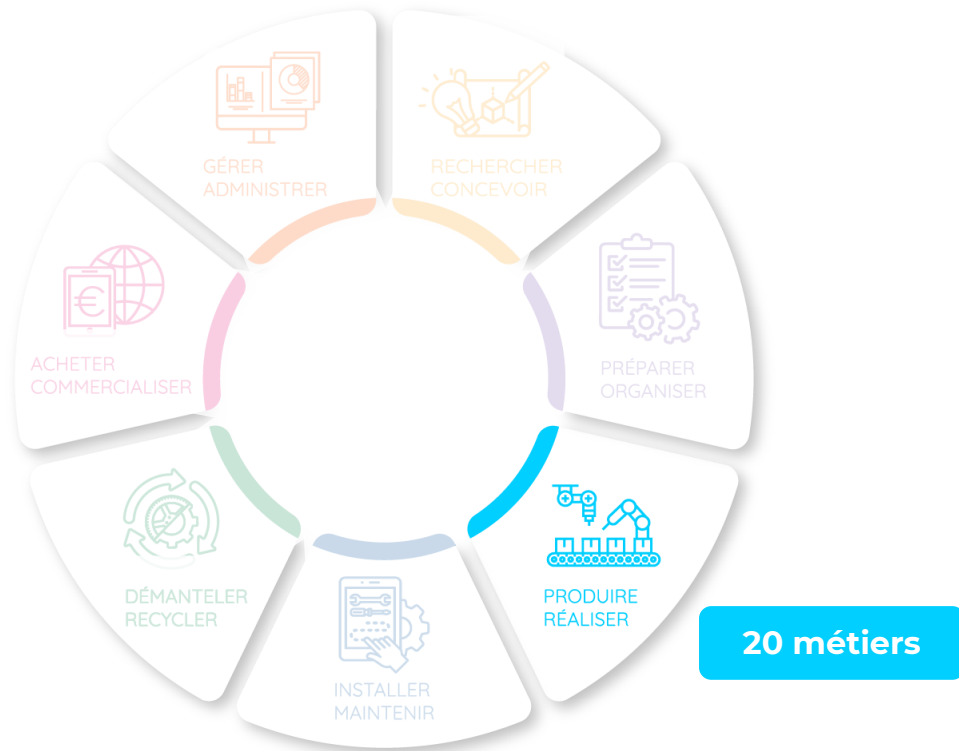 GÉRER
ADMINISTRER
RECHERCHER
CONCEVOIR
ACHETER
COMMERCIALISER
€
PRÉPARER
ORGANISER
DÉMANTELER
RECYCLER
INSTALLER
MAINTENIR
PRODUIRE
RÉALISER
20 métiers